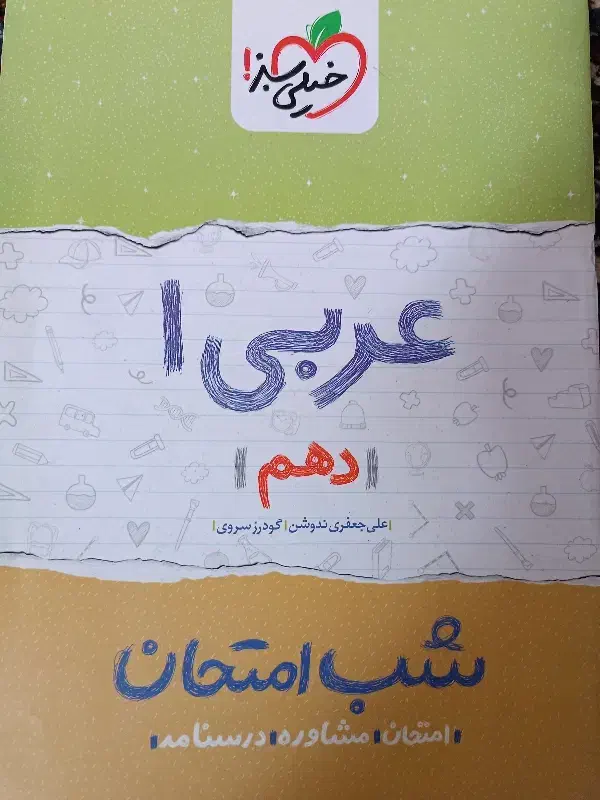 خیلی سبز!
عربی ۱
دهم
علی جعفری ندوشن | گودرز سروی
شب امتحان
امتحان | مشاوره | درسنامه